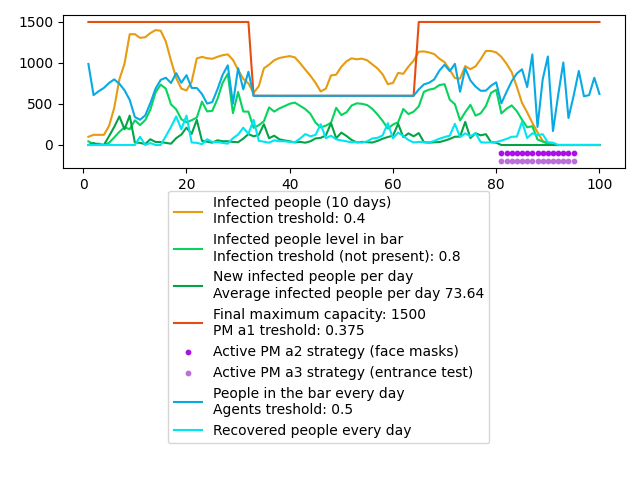 1500
1000
500
0
0 20 40 60 80 100
Infected people (10 days)
Infection treshold: 0.4
Infected people level in bar
Infection treshold (not present): 0.8
New infected people per day
Average infected people per day 73.64
Final maximum capacity: 1500
PM a1 treshold: 0.375
Active PM a2 strategy (face masks)
Active PM a3 strategy (entrance test)
People in the bar every day
Agents treshold: 0.5
Recovered people every day